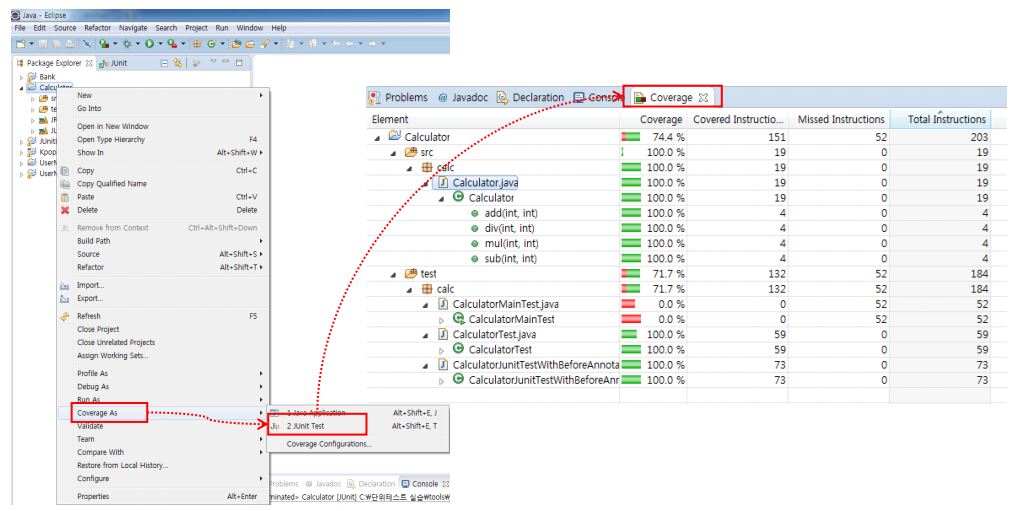 Java - Eclipse
File Edit Source Refactor Navigate Search Project Run Window Help
Package Explorer JUnit
Bank
Calculator
New
Go Into
Open in New Window
Open Type Hierarchy F4
Show In Alt+Shift+W
Copy Ctrl+C
Copy Qualified Name
Paste Ctrl+V
Delete Delete
Remove from Context Ctrl+Alt+Shift+Down
Build Path
Source Alt+Shift+S
Refactor Alt+Shift+T
Import...
Export...
Refresh F5
Close Project
Close Unrelated Projects
Assign Working Sets...
Profile As
Debug As
Run As
Coverage As
Validate
Team
Compare With
Restore from Local History...
Configure
Properties Alt+Enter
1 Java Application Alt+Shift+E, J
2 JUnit Test Alt+Shift+E, T
Coverage Configurations...
Problems Javadoc Declaration Console
minated> Calculator [JUnit] C:₩단위테스트 실습₩tools₩
Problems @ Javadoc Declaration Console Coverage
Element Coverage Covered Instructio... Missed Instructions Total Instructions
Calculator 74.4 % 151 52 203
src 100.0 % 19 0 19
calc 100.0 % 19 0 19
Calculator.java 100.0 % 19 0 19
Calculator 100.0 % 19 0 19
add(int, int) 100.0 % 4 0 4
div(int, int) 100.0 % 4 0 4
mul(int, int) 100.0 % 4 0 4
sub(int, int) 100.0 % 4 0 4
test 71.7 % 132 52 184
calc 71.7 % 132 52 184
CalculatorMainTest.java 0.0 % 0 52 52
CalculatorMainTest 0.0 % 0 52 52
CalculatorTest.java 100.0 % 59 0 59
CalculatorTest 100.0 % 59 0 59
CalculatorJunitTestWithBeforeAnnota 100.0 % 73 0 73
CalculatorJunitTestWithBeforeAnr 100.0 % 73 0 73